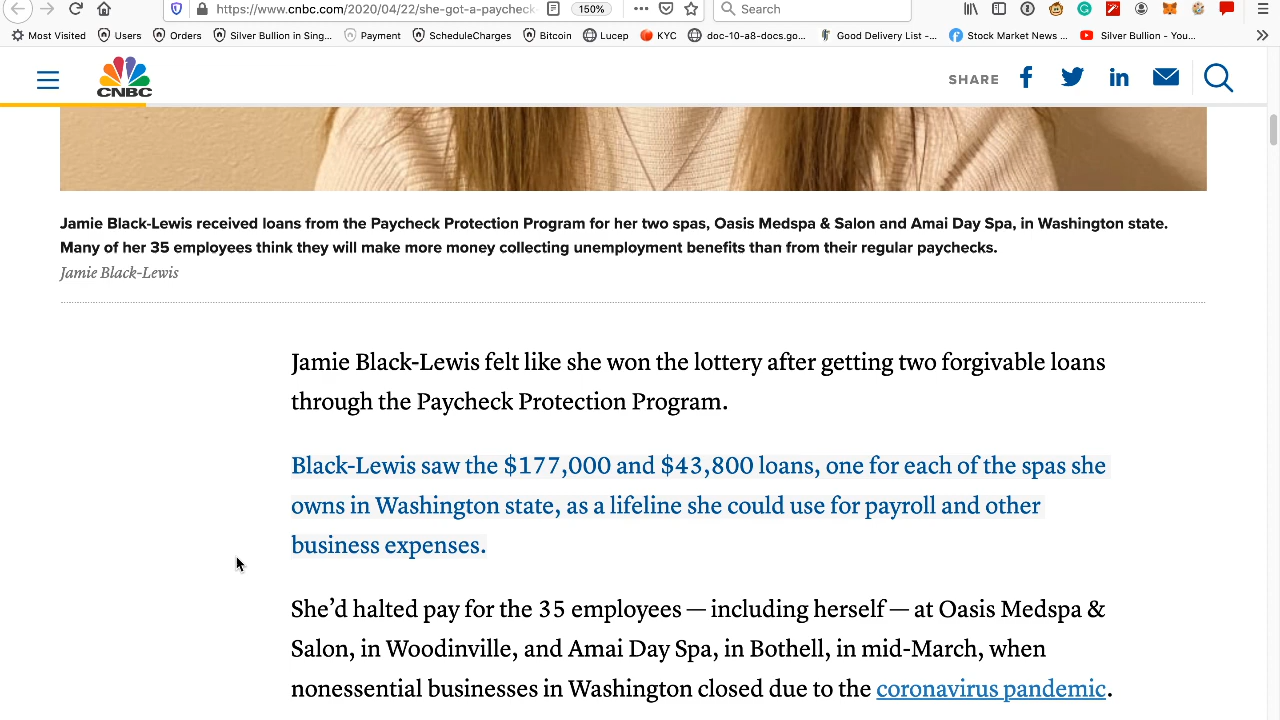 https://www.cnbc.com/2020/04/22/she-got-a-paycheck-
150%
Search
Most Visited
Users
Orders
Silver Bullion in Sing...
Payment
ScheduleCharges
Bitcoin
Lucep
KYC
doc-10-a8-docs.go...
Good Delivery List -...
Stock Market News ...
Silver Bullion - You...
CNBC
SHARE
Jamie Black-Lewis received loans from the Paycheck Protection Program for her two spas, Oasis Medspa & Salon and Amai Day Spa, in Washington state.
Many of her 35 employees think they will make more money collecting unemployment benefits than from their regular paychecks.
Jamie Black-Lewis
Jamie Black-Lewis felt like she won the lottery after getting two forgivable loans
through the Paycheck Protection Program.
Black-Lewis saw the $177,000 and $43,800 loans, one for each of the spas she
owns in Washington state, as a lifeline she could use for payroll and other
business expenses.
She’d halted pay for the 35 employees — including herself — at Oasis Medspa &
Salon, in Woodinville, and Amai Day Spa, in Bothell, in mid-March, when
nonessential businesses in Washington closed due to the coronavirus pandemic.